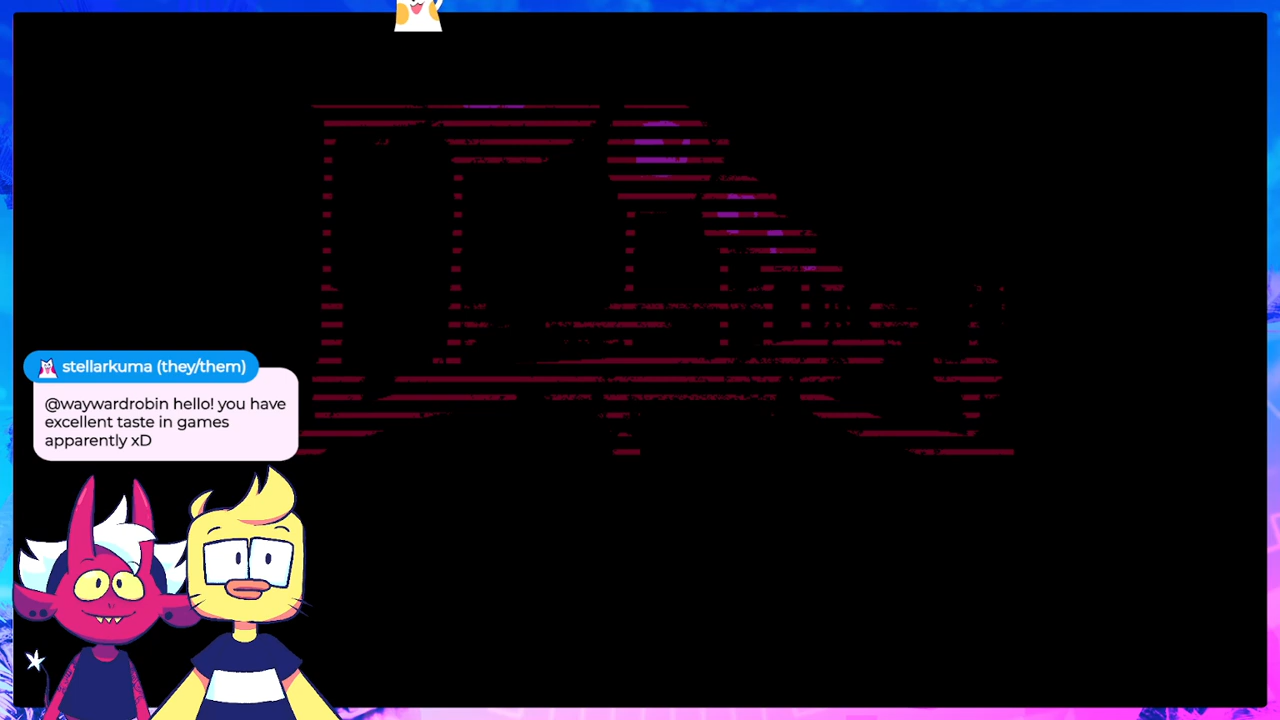 stellarkuma (they/them)
@waywardrobin hello! you have
excellent taste in games
apparently xD